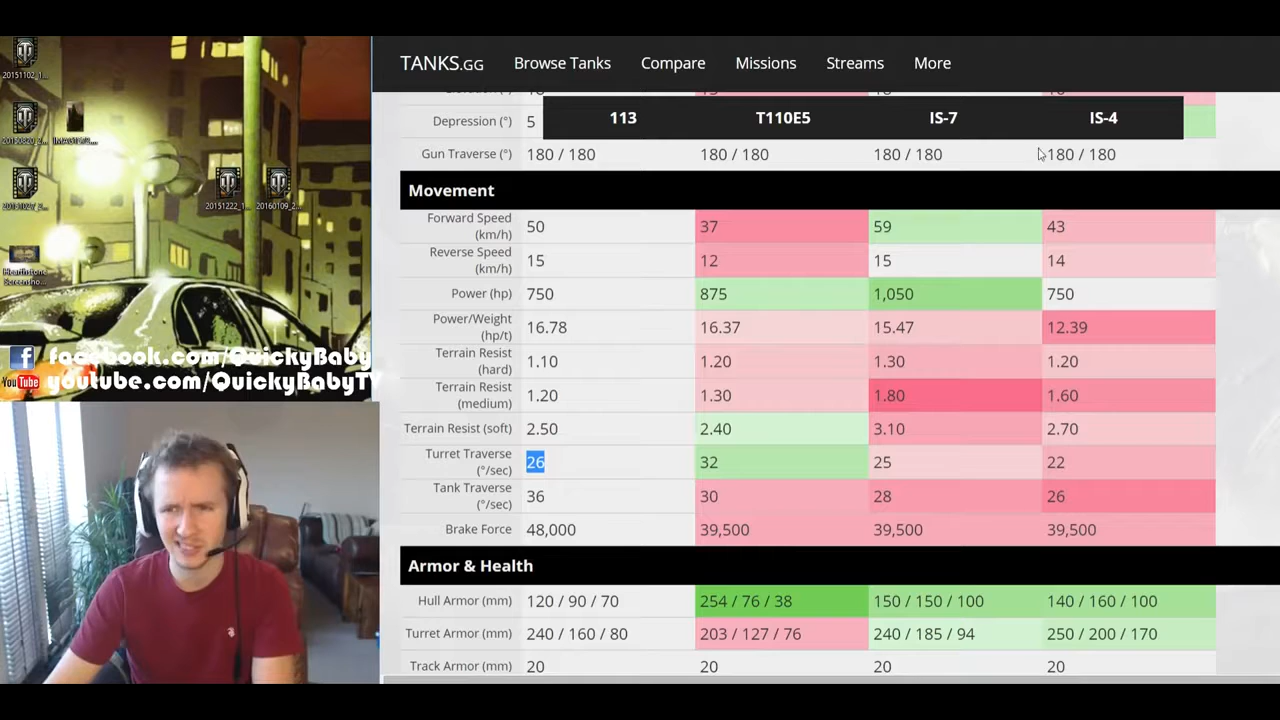 TANKS.GG Browse Tanks Compare Missions Streams More
113 T110E5 IS-7 IS-4
Depression (°) 5
Gun Traverse (°) 180 / 180 180 / 180 180 / 180 180 / 180
Movement
Forward Speed (km/h) 50 37 59 43
Reverse Speed (km/h) 15 12 15 14
Power (hp) 750 875 1,050 750
Power/Weight (hp/t) 16.78 16.37 15.47 12.39
Terrain Resist (hard) 1.10 1.20 1.30 1.20
Terrain Resist (medium) 1.20 1.30 1.80 1.60
Terrain Resist (soft) 2.50 2.40 3.10 2.70
Turret Traverse (°/sec) 26 32 25 22
Tank Traverse (°/sec) 36 30 28 26
Brake Force 48,000 39,500 39,500 39,500
Armor & Health
Hull Armor (mm) 120 / 90 / 70 254 / 76 / 38 150 / 150 / 100 140 / 160 / 100
Turret Armor (mm) 240 / 160 / 80 203 / 127 / 76 240 / 185 / 94 250 / 200 / 170
Track Armor (mm) 20 20 20 20
20151102_1...
20151222_1... 20160109_2...
facebook.com/QuickyBaby
YouTube youtube.com/QuickyBabyTV